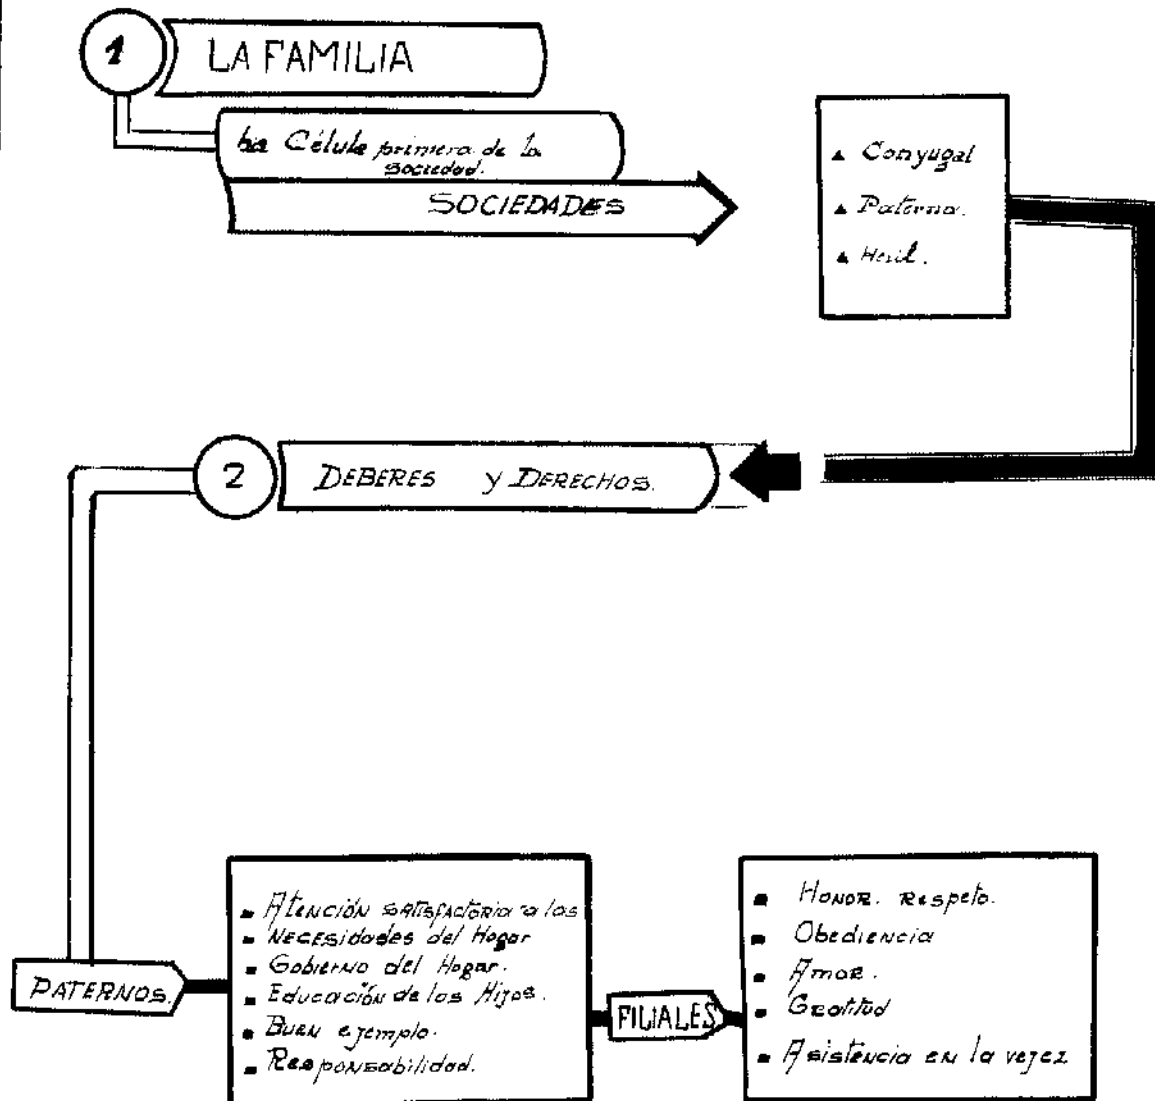 1
LA FAMILIA
La Célula primera de la
Sociedad.
SOCIEDADES
▲ Conyugal
▲ Paterna.
▲ Heril.
2
DEBERES y DERECHOS.
PATERNOS.
▪ Atención satisfactoria a las
▪ Necesidades del Hogar
▪ Gobierno del Hogar.
▪ Educación de los Hijos.
▪ Buen ejemplo.
▪ Responsabilidad.
FILIALES
▪ Honor. Respeto.
▪ Obediencia
▪ Amor.
▪ Gratitud
▪ Asistencia en la vejez